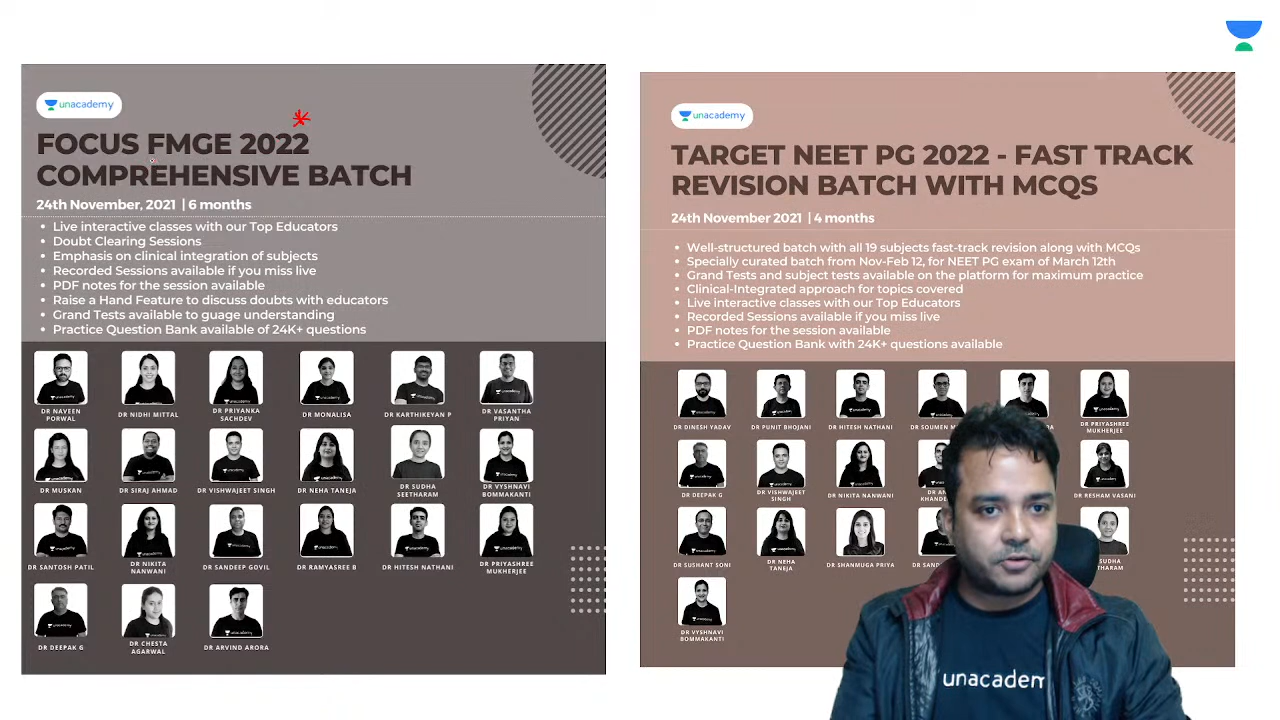 unacademy
FOCUS FMGE 2022
COMPREHENSIVE BATCH
24th November, 2021 | 6 months
Live interactive classes with our Top Educators
Doubt Clearing Sessions
Emphasis on clinical integration of subjects
Recorded Sessions available if you miss live
PDF notes for the session available
Raise a Hand Feature to discuss doubts with educators
Grand Tests available to guage understanding
Practice Question Bank available of 24K+ questions
DR NAVEEN
PORWAL
DR NIDHI MITTAL
DR PRIYANKA
SACHDEV
DR MONALISA
DR KARTHIKEYAN P
DR VASANTHA
PRIYAN
DR MUSKAN
DR SIRAJ AHMAD
DR VISHWAJEET SINGH
DR NEHA TANEJA
DR SUDHA
SEETHARAM
DR VYSHNAVI
BOMMAKANTI
DR SANTOSH PATIL
DR NIKITA
NANWANI
DR SANDEEP GOVIL
DR RAMYASREE B
DR HITESH NATHANI
DR PRIYASHREE
MUKHERJEE
DR DEEPAK G
DR CHESTA
AGARWAL
DR ARVIND ARORA
unacademy
TARGET NEET PG 2022 - FAST TRACK
REVISION BATCH WITH MCQS
24th November 2021 | 4 months
Well-structured batch with all 19 subjects fast-track revision along with MCQs
Specially curated batch from Nov-Feb 12, for NEET PG exam of March 12th
Grand Tests and subject tests available on the platform for maximum practice
Clinical-Integrated approach for topics covered
Live interactive classes with our Top Educators
Recorded Sessions available if you miss live
PDF notes for the session available
Practice Question Bank with 24K+ questions available
DR DINESH YADAV
DR PUNIT BHOJANI
DR HITESH NATHANI
DR SOUMEN
DR PRIYASHREE
MUKHERJEE
DR DEEPAK G
DR VISHWAJEET
SINGH
DR NIKITA NANWANI
DR RESHAM VASANI
DR SUSHANT SONI
DR NEHA
TANEJA
DR SHANMUGA PRIYA
SUDHA
DR VYSHNAVI
BOMMAKANTI
unacademy